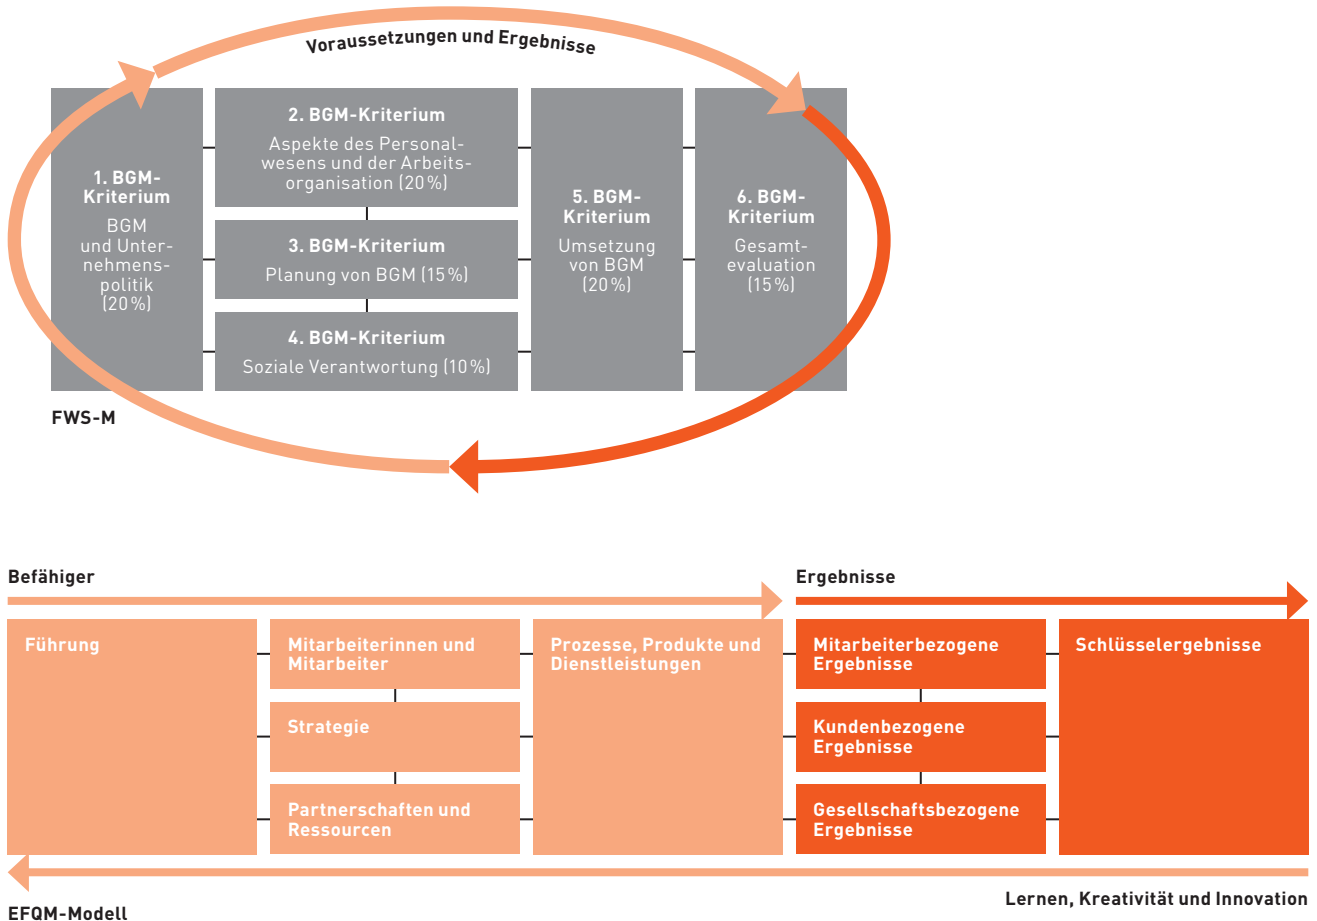 Voraussetzungen und Ergebnisse
1. BGM-
Kriterium
BGM
und Unter-
nehmens-
politik
(20 %)
2. BGM-Kriterium
Aspekte des Personal-
wesens und der Arbeits-
organisation (20 %)
3. BGM-Kriterium
Planung von BGM (15 %)
4. BGM-Kriterium
Soziale Verantwortung (10 %)
5. BGM-
Kriterium
Umsetzung
von BGM
(20 %)
6. BGM-
Kriterium
Gesamt-
evaluation
(15 %)
FWS-M
Befähiger
Ergebnisse
Führung
Mitarbeiterinnen und
Mitarbeiter
Strategie
Partnerschaften und
Ressourcen
Prozesse, Produkte und
Dienstleistungen
Mitarbeiterbezogene
Ergebnisse
Kundenbezogene
Ergebnisse
Gesellschaftsbezogene
Ergebnisse
Schlüsselergebnisse
Lernen, Kreativität und Innovation
EFQM-Modell